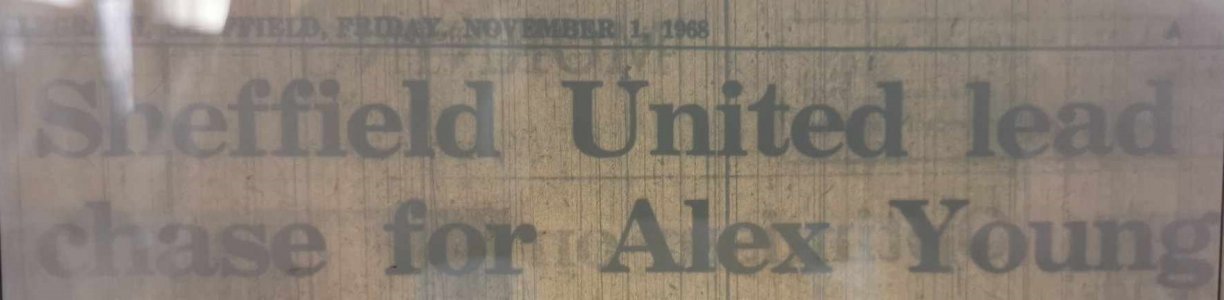 SHEFFIELD, FRIDAY, NOVEMBER 1, 1968 A
Sheffield United lead
chase for Alex Young